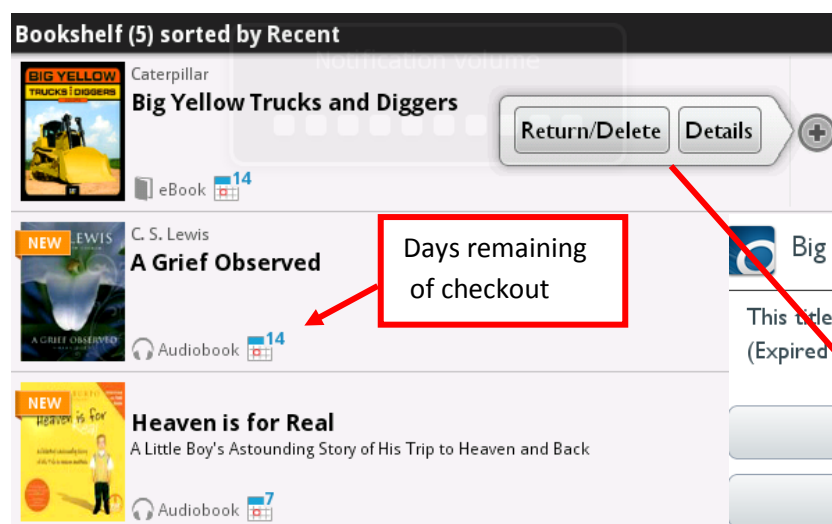 Bookshelf (5) sorted by Recent
Notification volume
BIG YELLOW
TRUCKS DIGGERS
Caterpillar
Big Yellow Trucks and Diggers
Return/Delete Details
eBook 14
NEW
LEWIS
A GRIEF OBSERVED
C. S. Lewis
A Grief Observed
Audiobook 14
Days remaining
of checkout
Big
This title
(Expired
NEW
Heaven is for
Heaven is for Real
A Little Boy's Astounding Story of His Trip to Heaven and Back
Audiobook 7